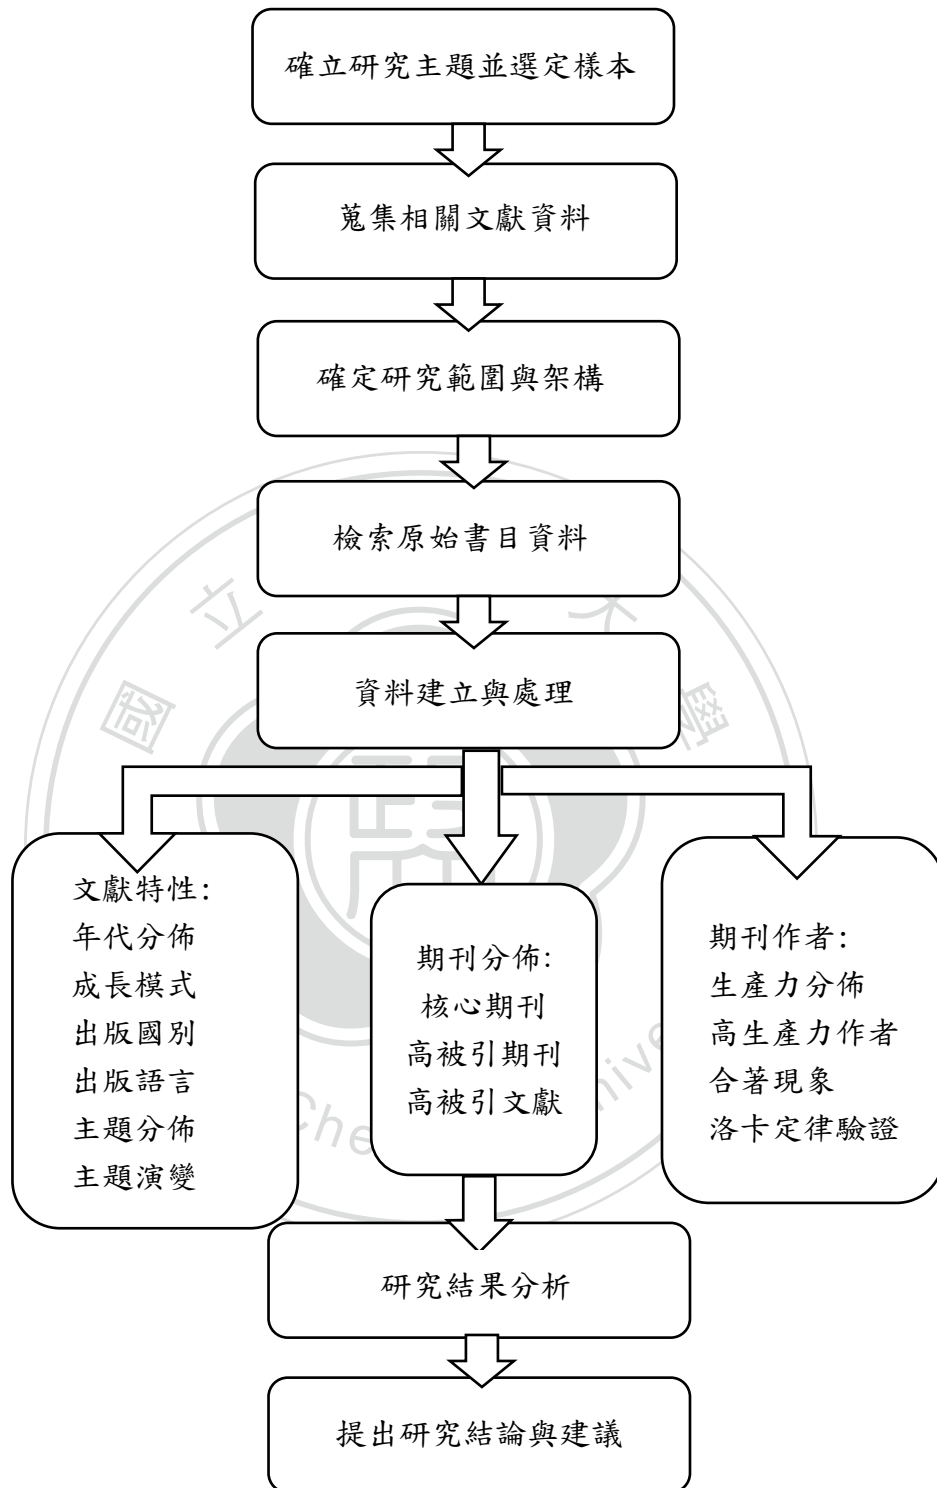 確立研究主題並選定樣本
蒐集相關文獻資料
確定研究範圍與架構
檢索原始書目資料
資料建立與處理
文獻特性:
年代分佈
成長模式
出版國別
出版語言
主題分佈
主題演變
期刊分佈:
核心期刊
高被引期刊
高被引文獻
期刊作者:
生產力分佈
高生產力作者
合著現象
洛卡定律驗證
研究結果分析
提出研究結論與建議
國
立
大
學
Che
nive